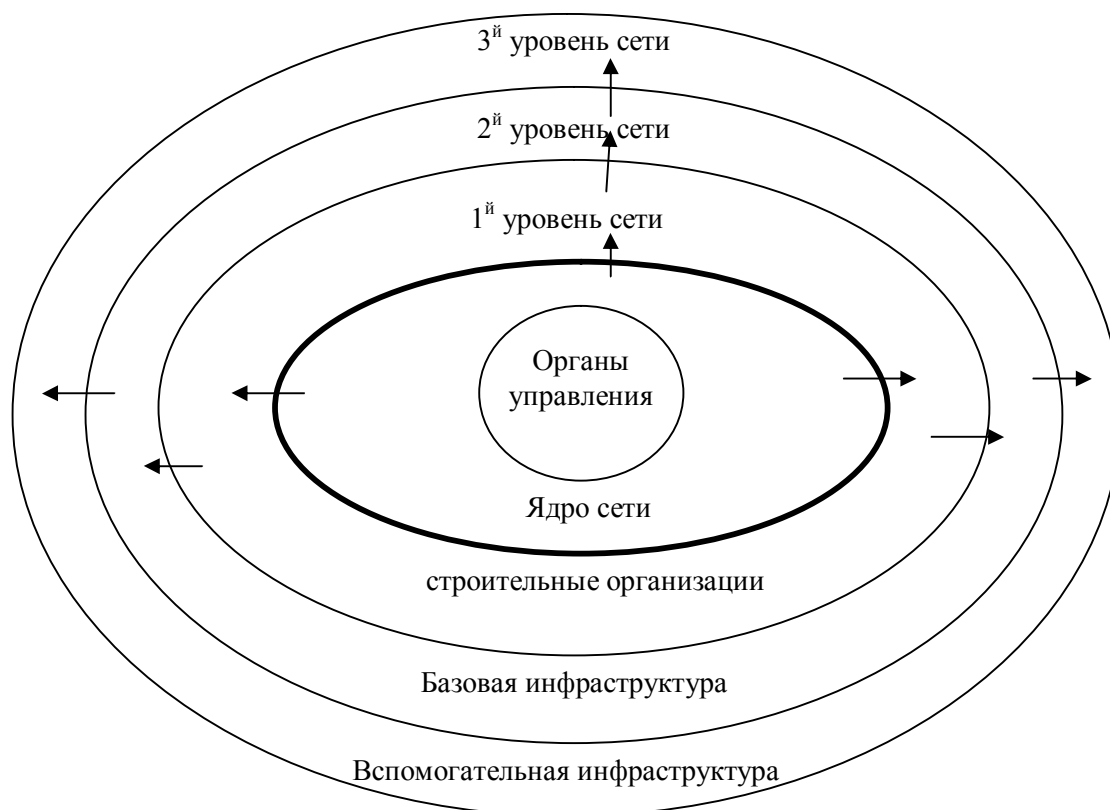 3й уровень сети
2й уровень сети
1й уровень сети
Органы
управления
Ядро сети
строительные организации
Базовая инфраструктура
Вспомогательная инфраструктура